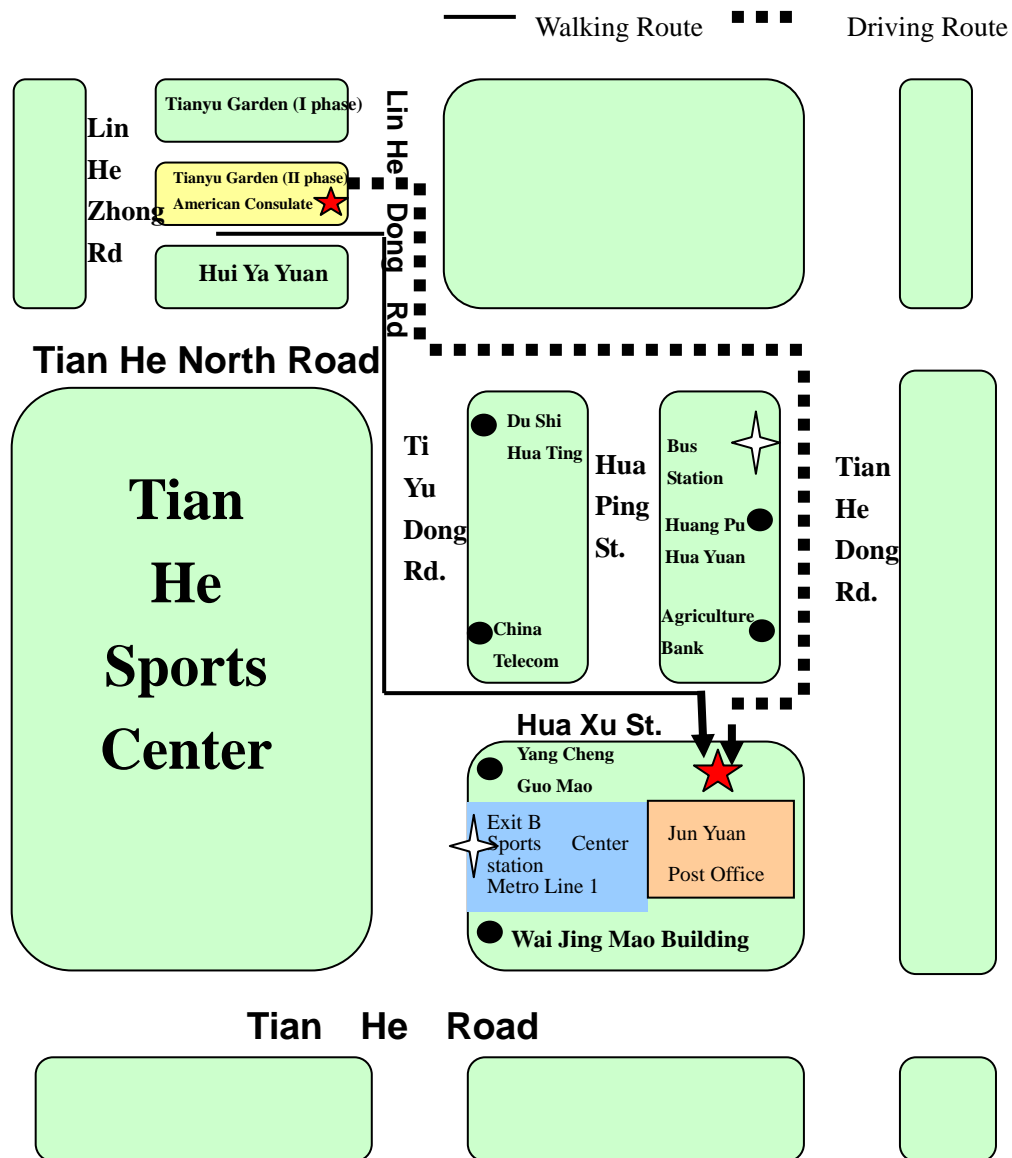 Walking Route
Driving Route
Tianyu Garden (I phase)
Lin
He
Zhong
Rd
Tianyu Garden (II phase)
American Consulate
Hui Ya Yuan
Lin He Dong Rd
Tian He North Road
Tian
He
Sports
Center
Ti
Yu
Dong
Rd.
Du Shi
Hua Ting
China
Telecom
Hua
Ping
St.
Bus
Station
Huang Pu
Hua Yuan
Agriculture
Bank
Tian
He
Dong
Rd.
Hua Xu St.
Yang Cheng
Guo Mao
Exit B
Sports Center
station
Metro Line 1
Jun Yuan
Post Office
Wai Jing Mao Building
Tian He Road